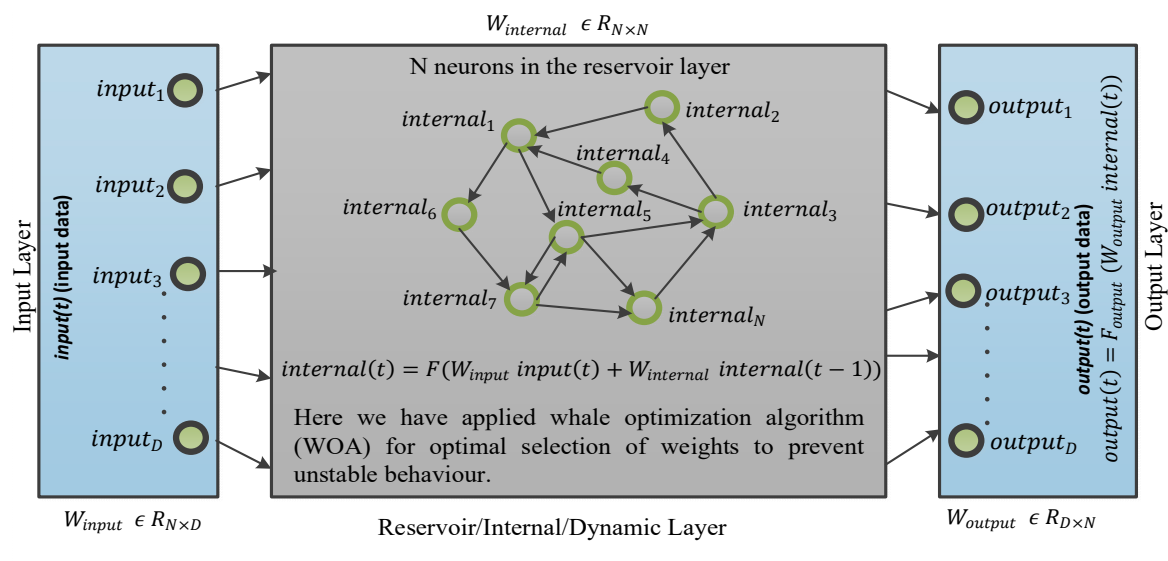 W_internal ϵ R_N×N
Input Layer
input(t) (input data)
input_1
input_2
input_3
input_D
W_input ϵ R_N×D
N neurons in the reservoir layer
internal_1
internal_2
internal_4
internal_6
internal_5
internal_3
internal_7
internal_N
internal(t) = F(W_input input(t) + W_internal internal(t − 1))
Here we have applied whale optimization algorithm
(WOA) for optimal selection of weights to prevent
unstable behaviour.
Reservoir/Internal/Dynamic Layer
output_1
output_2
output_3
output_D
output(t) (output data)
output(t) = F_output (W_output internal(t))
Output Layer
W_output ϵ R_D×N